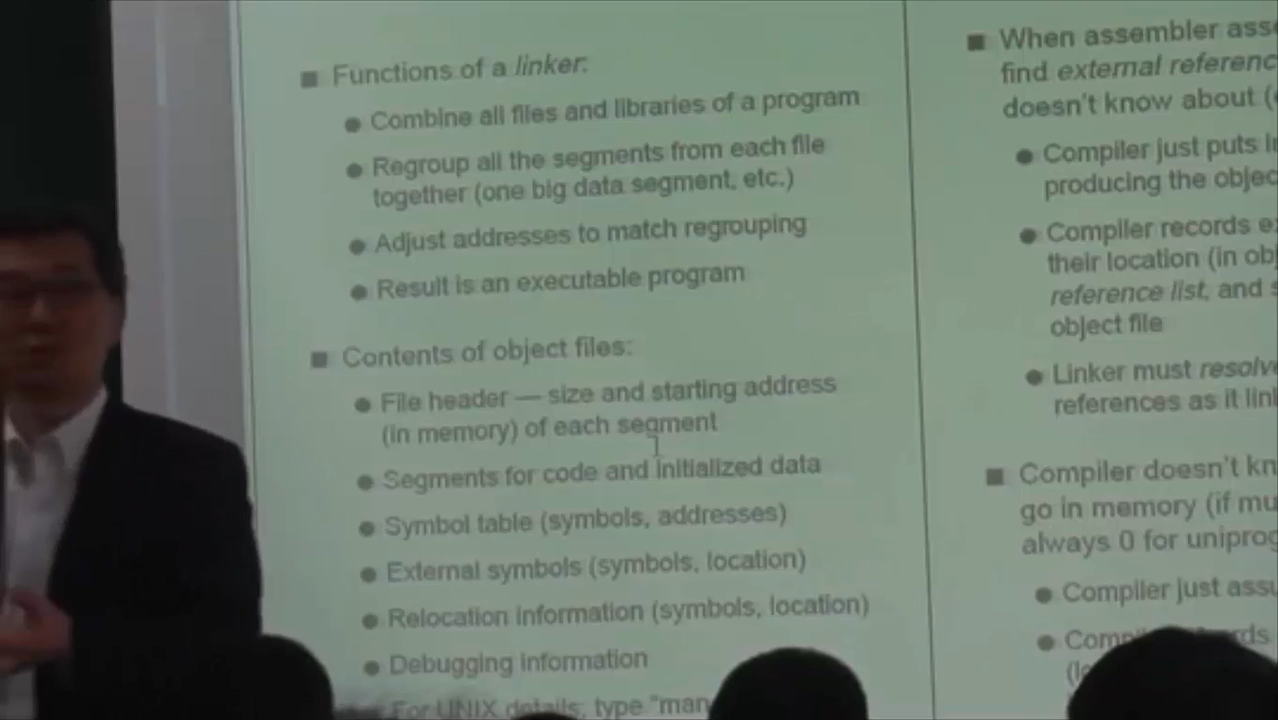 Functions of a linker:
Combine all files and libraries of a program
Regroup all the segments from each file
together (one big data segment, etc.)
Adjust addresses to match regrouping
Result is an executable program
Contents of object files:
File header — size and starting address
(in memory) of each segment
Segments for code and initialized data
Symbol table (symbols, addresses)
External symbols (symbols, location)
Relocation information (symbols, location)
Debugging information
For UNIX details, type "man
When assembler
find external
doesn't know about
Compiler just puts
producing the
Compiler records
their location (in
reference list, and
object file
Linker must
references as it
Compiler doesn't
go in memory (if
always 0 for
Compiler just